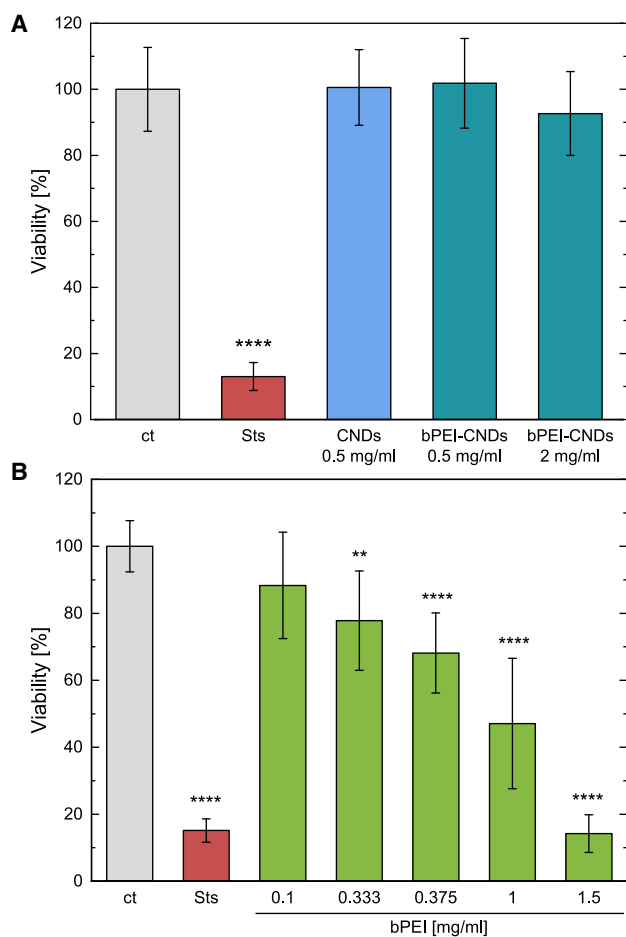 A
Viability [%]
120
100
80
60
40
20
0
****
ct
Sts
CNDs
0.5 mg/ml
bPEI-CNDs
0.5 mg/ml
bPEI-CNDs
2 mg/ml
B
Viability [%]
120
100
80
60
40
20
0
****
**
****
****
****
ct
Sts
0.1
0.333
0.375
1
1.5
bPEI [mg/ml]